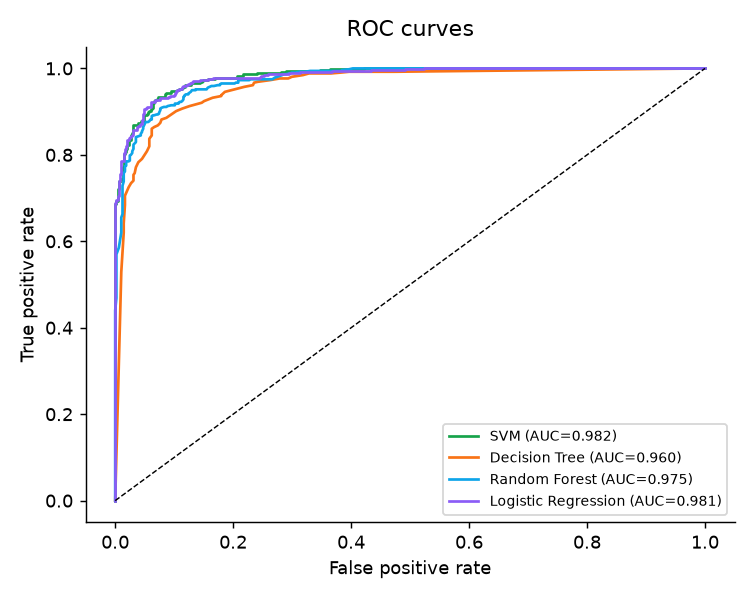 ROC curves
True positive rate
1.0
0.8
0.6
0.4
0.2
0.0
SVM (AUC=0.982)
Decision Tree (AUC=0.960)
Random Forest (AUC=0.975)
Logistic Regression (AUC=0.981)
0.0 0.2 0.4 0.6 0.8 1.0
False positive rate